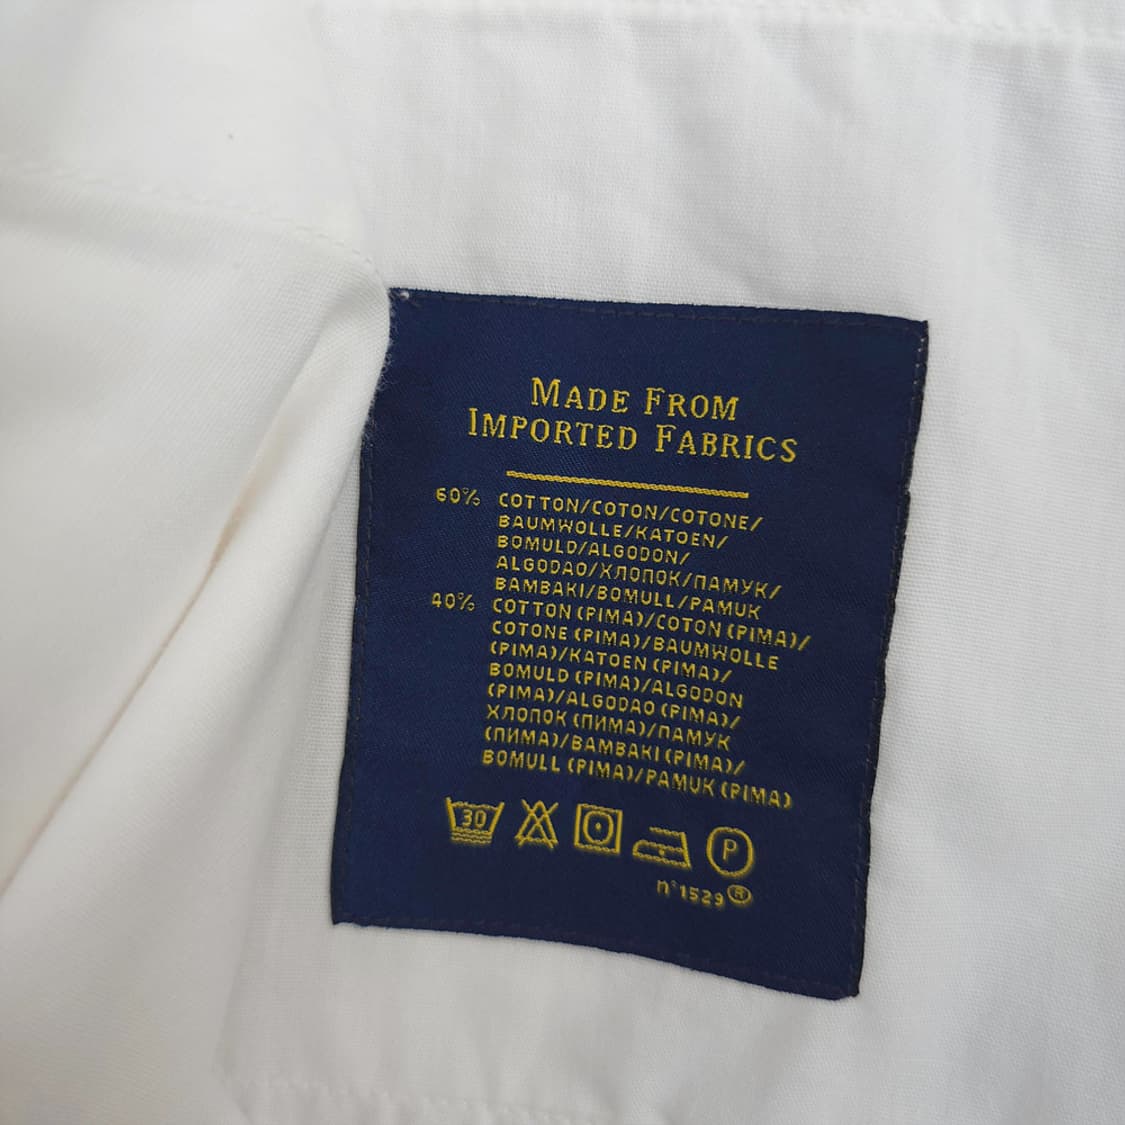 MADE FROM
IMPORTED FABRICS
60% COTTON/COTON/COTONE/
BAUMWOLLE/KATOEN/
BOMULD/ALGODON/
ALGODAO/ХЛОПОК/ПАМУК/
BAMBAKI/BOMULL/PAMUK
40% COTTON (PIMA)/COTON (PIMA)/
COTONE (PIMA)/BAUMWOLLE
(PIMA)/KATOEN (PIMA)/
BOMULD (PIMA)/ALGODON
(PIMA)/ALGODAO (PIMA)/
ХЛОПОК (ПИМА)/ПАМУК
(ПИМА)/BAMBAKI (PIMA)/
BOMULL (PIMA)/PAMUK (PIMA)
30 P
n°1529®